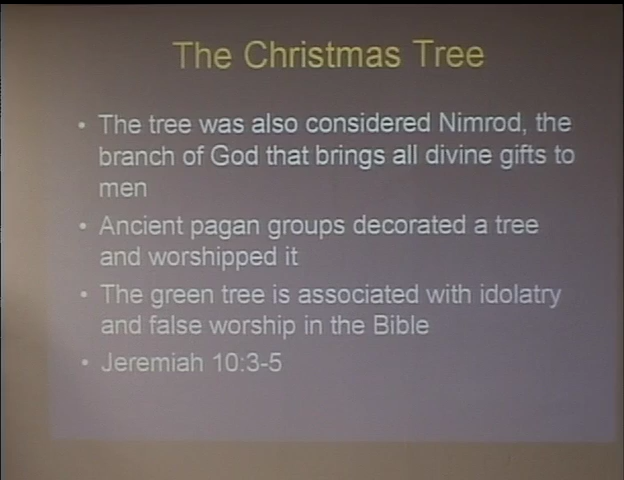 The Christmas Tree
• The tree was also considered Nimrod, the
branch of God that brings all divine gifts to
men
• Ancient pagan groups decorated a tree
and worshipped it
• The green tree is associated with idolatry
and false worship in the Bible
• Jeremiah 10:3-5